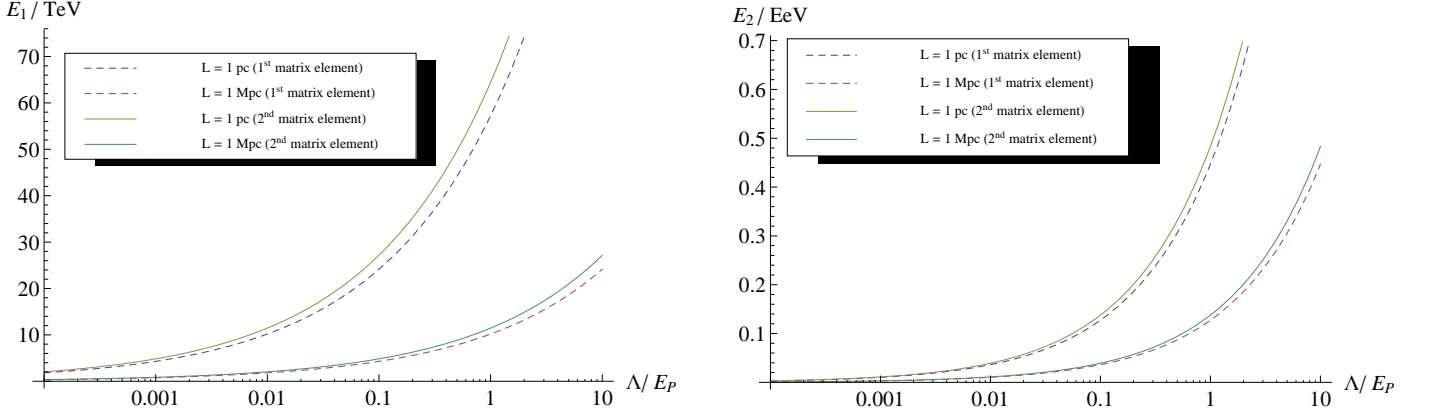 E₁ / TeV
70
60
50
40
30
20
10
0.001 0.01 0.1 1 10
Λ / E_P
L = 1 pc (1st matrix element)
L = 1 Mpc (1st matrix element)
L = 1 pc (2nd matrix element)
L = 1 Mpc (2nd matrix element)
E₂ / EeV
0.7
0.6
0.5
0.4
0.3
0.2
0.1
0.001 0.01 0.1 1 10
Λ / E_P
L = 1 pc (1st matrix element)
L = 1 Mpc (1st matrix element)
L = 1 pc (2nd matrix element)
L = 1 Mpc (2nd matrix element)